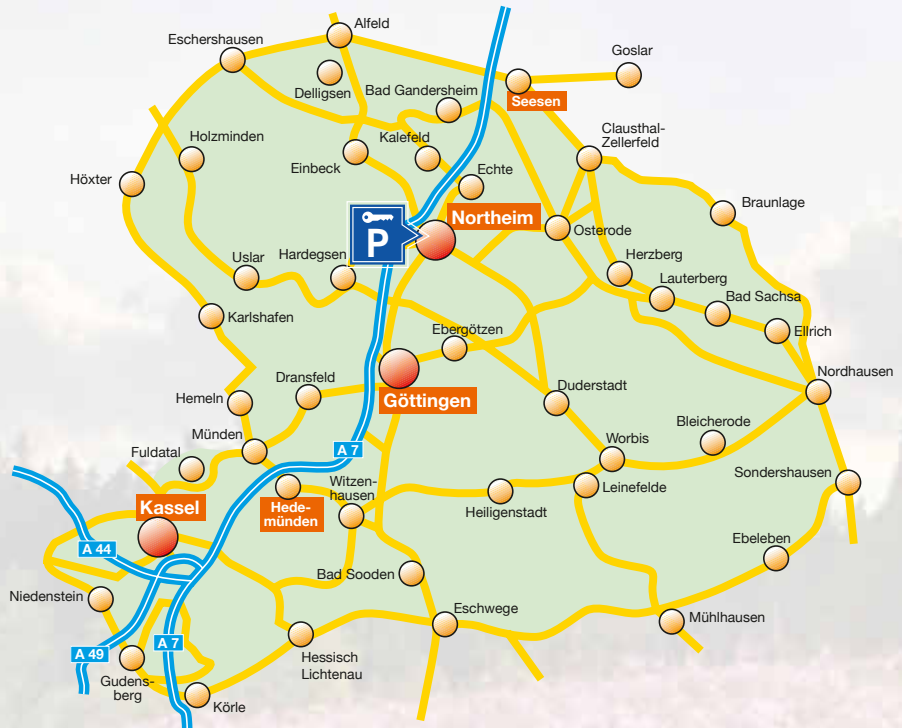 Alfeld
Eschershausen
Goslar
Delligsen
Bad Gandersheim
Seesen
Holzminden
Kalefeld
Clausthal-
Zellerfeld
Einbeck
Echte
Höxter
Braunlage
Northeim
P
Osterode
Uslar
Hardegsen
Herzberg
Lauterberg
Bad Sachsa
Karlshafen
Ebergötzen
Ellrich
Dransfeld
Göttingen
Duderstadt
Nordhausen
Hemeln
Münden
Bleicherode
A 7
Worbis
Fuldatal
Witzen-
hausen
Sondershausen
Kassel
Hede-
münden
Leinefelde
Heiligenstadt
A 44
Ebeleben
Bad Sooden
Niedenstein
Eschwege
Mühlhausen
A 7
A 49
Hessisch
Lichtenau
Gudens-
berg
Körle